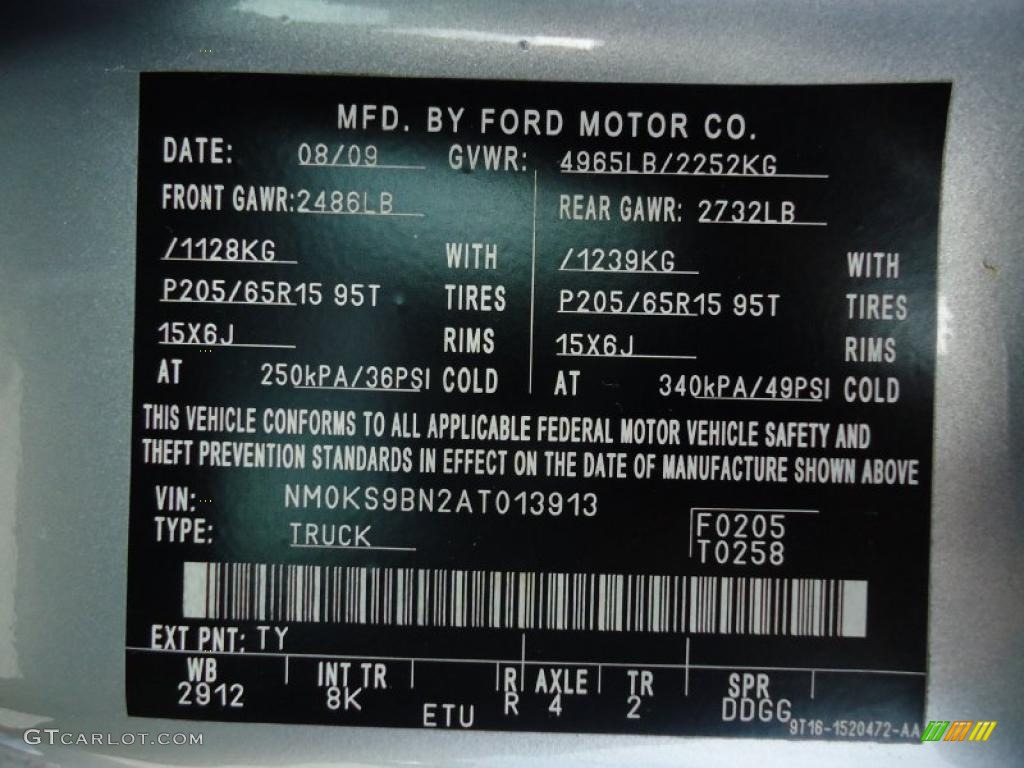 MFD. BY FORD MOTOR CO.
DATE: 08/09 GVWR: 4965LB/2252KG
FRONT GAWR: 2486LB REAR GAWR: 2732LB
/1128KG WITH /1239KG WITH
P205/65R15 95T TIRES P205/65R15 95T TIRES
15X6J RIMS 15X6J RIMS
AT 250kPA/36PSI COLD AT 340kPA/49PSI COLD
THIS VEHICLE CONFORMS TO ALL APPLICABLE FEDERAL MOTOR VEHICLE SAFETY AND
THEFT PREVENTION STANDARDS IN EFFECT ON THE DATE OF MANUFACTURE SHOWN ABOVE
VIN: NM0KS9BN2AT013913
TYPE: TRUCK
F0205
T0258
EXT PNT: TY
WB INT TR R AXLE TR SPR
2912 8K ETU R 4 2 DDGG
9T16-1520472-AA
GTCARLOT.COM